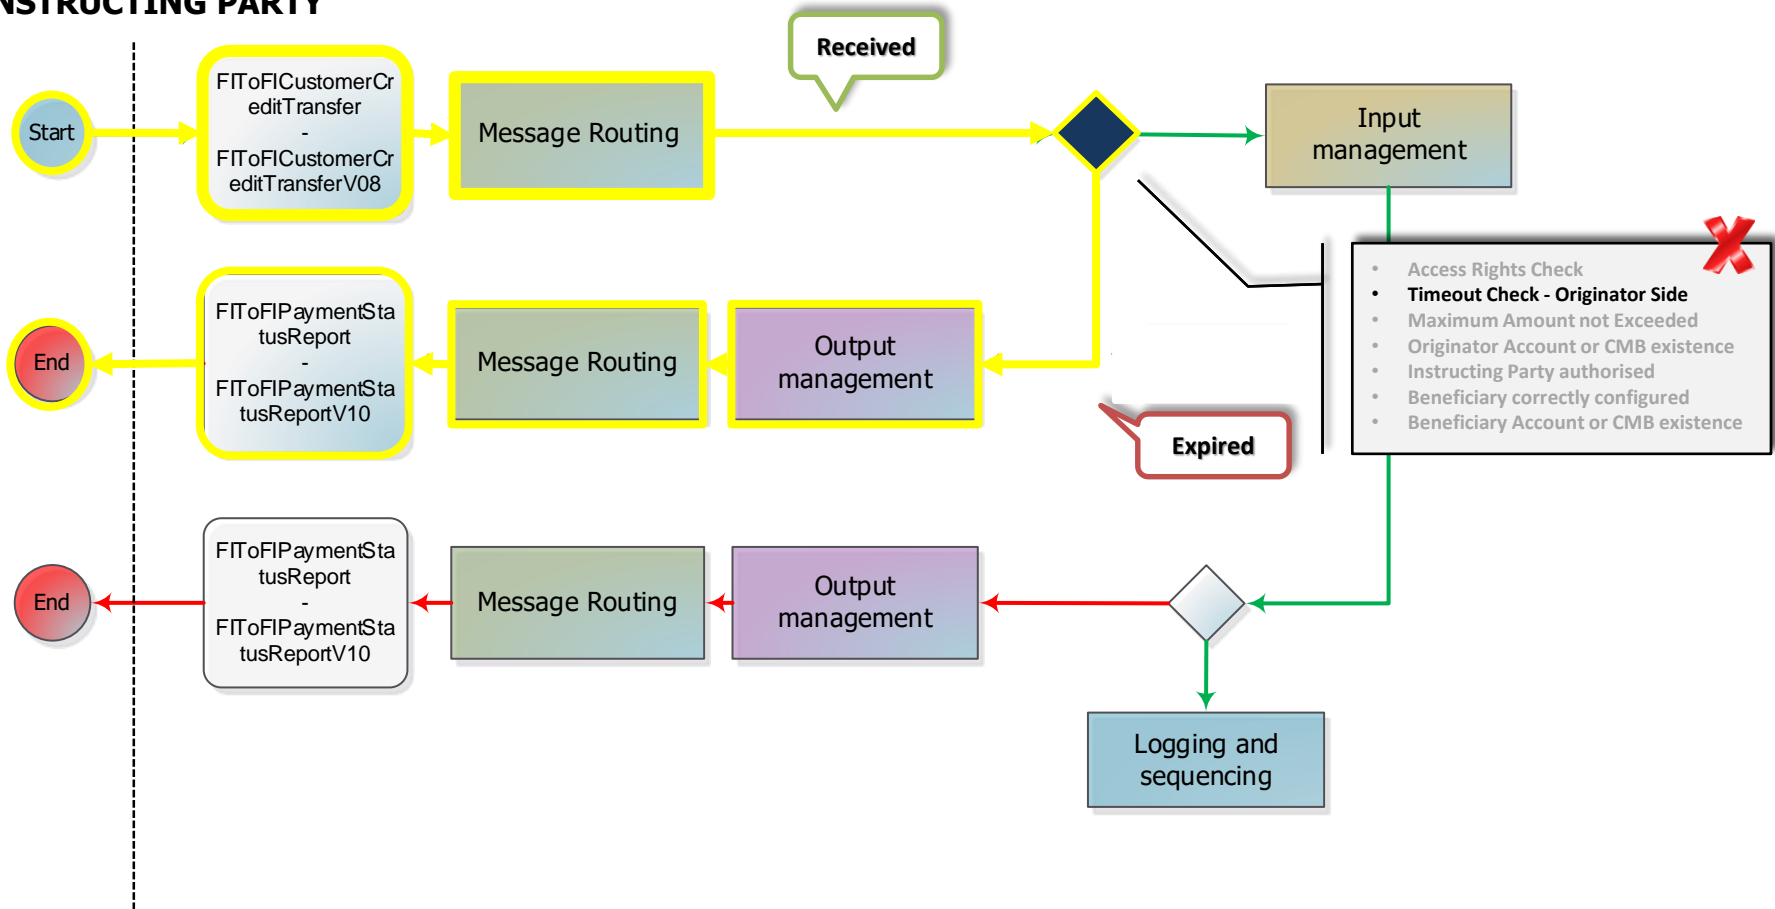 NSTRUCTING PARTY
Received
Start
FIToFICustomerCr
editTransfer
-
FIToFICustomerCr
editTransferV08
Message Routing
Input
management
• Access Rights Check
• Timeout Check - Originator Side
• Maximum Amount not Exceeded
• Originator Account or CMB existence
• Instructing Party authorised
• Beneficiary correctly configured
• Beneficiary Account or CMB existence
End
FIToFIPaymentSta
tusReport
-
FIToFIPaymentSta
tusReportV10
Message Routing
Output
management
Expired
End
FIToFIPaymentSta
tusReport
-
FIToFIPaymentSta
tusReportV10
Message Routing
Output
management
Logging and
sequencing